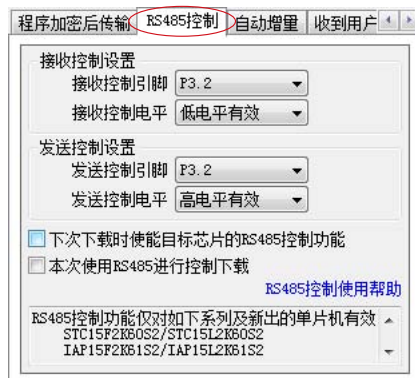 程序加密后传输 RS485控制 自动增量 收到用户
接收控制设置
接收控制引脚 P3.2
接收控制电平 低电平有效
发送控制设置
发送控制引脚 P3.2
发送控制电平 高电平有效
下次下载时使能目标芯片的RS485控制功能
本次使用RS485进行控制下载
RS485控制使用帮助
RS485控制功能仅对如下系列及新出的单片机有效
STC15F2K60S2/STC15L2K60S2
IAP15F2K61S2/IAP15L2K61S2